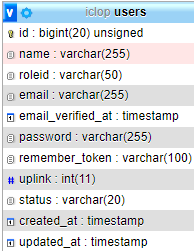 v iclop users
id : bigint(20) unsigned
name : varchar(255)
roleid : varchar(50)
email : varchar(255)
email_verified_at : timestamp
password : varchar(255)
remember_token : varchar(100)
# uplink : int(11)
status : varchar(20)
created_at : timestamp
updated_at : timestamp